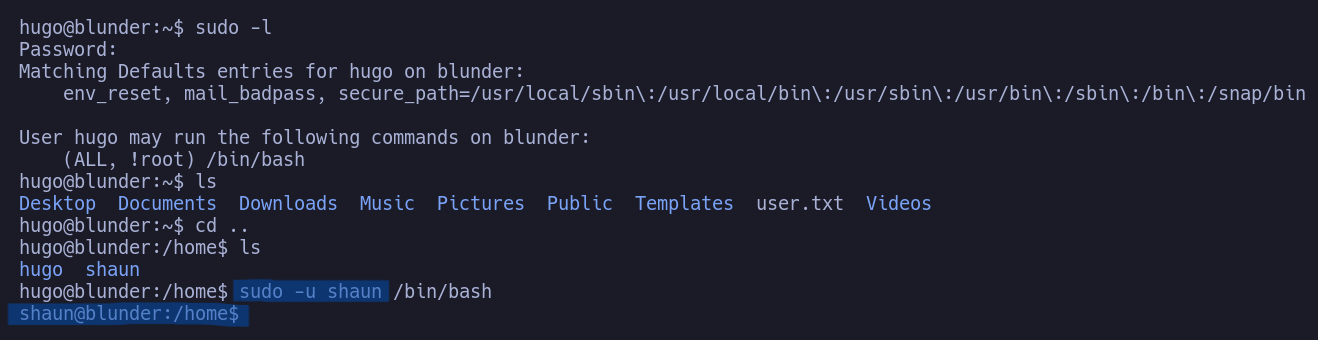 hugo@blunder:~$ sudo -l
Password:
Matching Defaults entries for hugo on blunder:
    env_reset, mail_badpass, secure_path=/usr/local/sbin\:/usr/local/bin\:/usr/sbin\:/usr/bin\:/sbin\:/bin\:/snap/bin

User hugo may run the following commands on blunder:
    (ALL, !root) /bin/bash
hugo@blunder:~$ ls
Desktop  Documents  Downloads  Music  Pictures  Public  Templates  user.txt  Videos
hugo@blunder:~$ cd ..
hugo@blunder:/home$ ls
hugo  shaun
hugo@blunder:/home$ sudo -u shaun /bin/bash
shaun@blunder:/home$